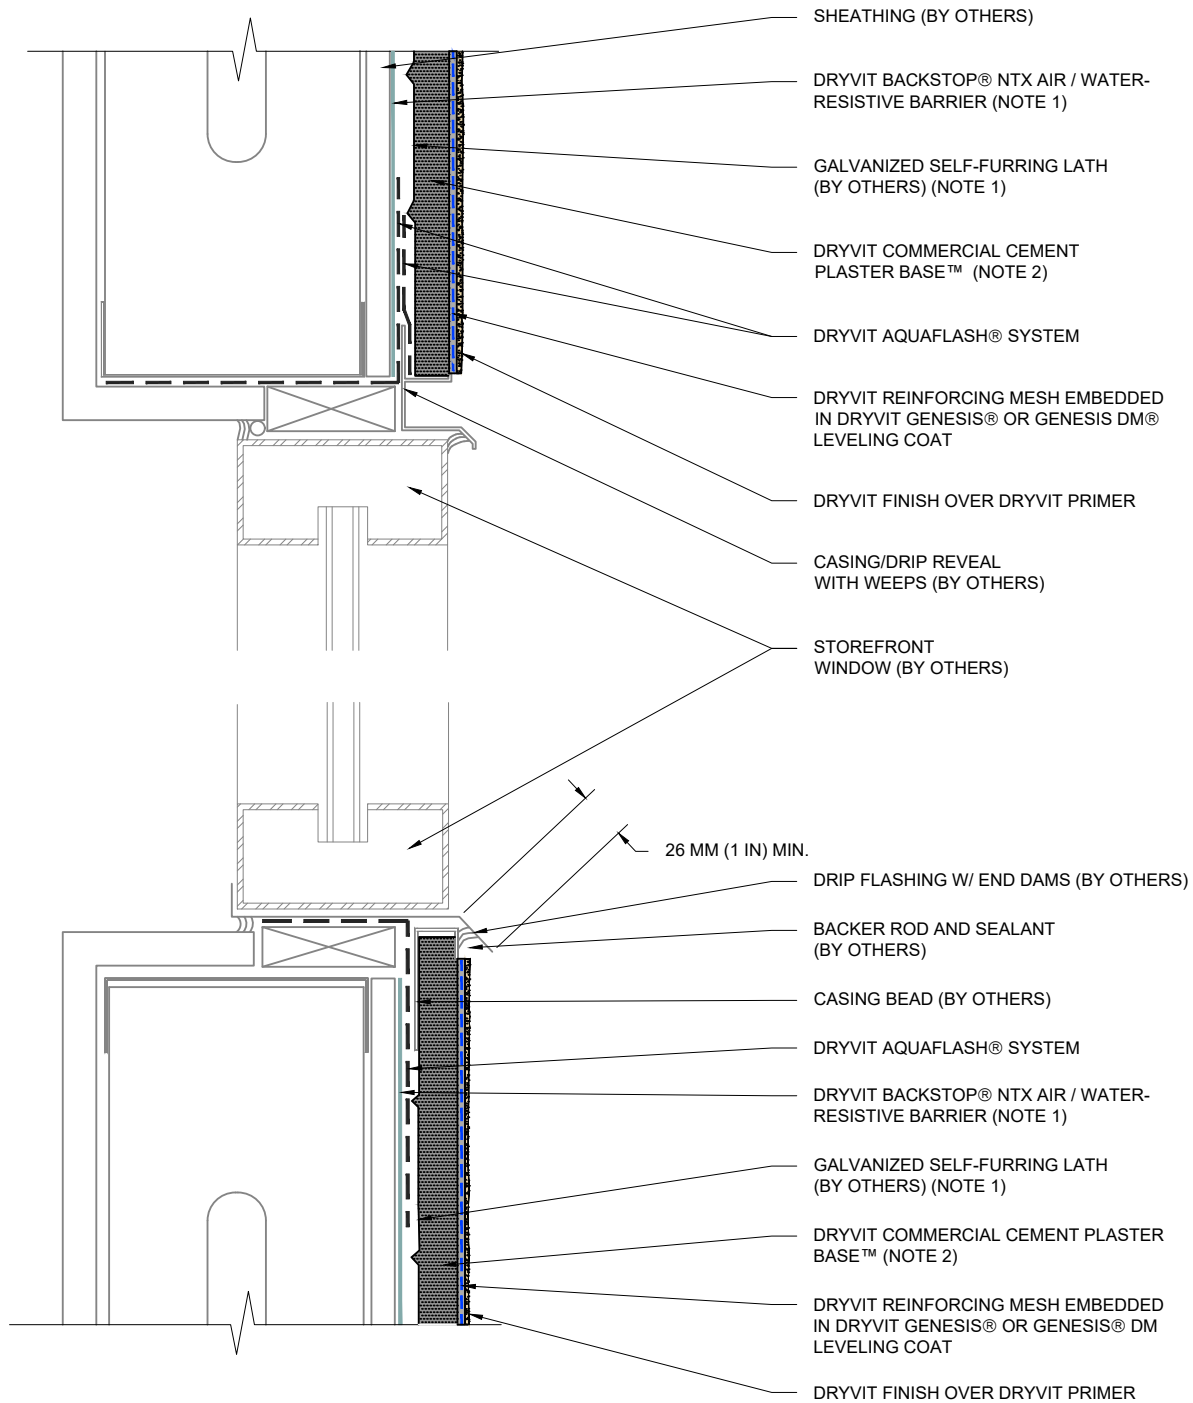 SHEATHING (BY OTHERS)
DRYVIT BACKSTOP® NTX AIR / WATER-
RESISTIVE BARRIER (NOTE 1)
GALVANIZED SELF-FURRING LATH
(BY OTHERS) (NOTE 1)
DRYVIT COMMERCIAL CEMENT
PLASTER BASE™ (NOTE 2)
DRYVIT AQUAFLASH® SYSTEM
DRYVIT REINFORCING MESH EMBEDDED
IN DRYVIT GENESIS® OR GENESIS DM®
LEVELING COAT
DRYVIT FINISH OVER DRYVIT PRIMER
CASING/DRIP REVEAL
WITH WEEPS (BY OTHERS)
STOREFRONT
WINDOW (BY OTHERS)
26 MM (1 IN) MIN.
DRIP FLASHING W/ END DAMS (BY OTHERS)
BACKER ROD AND SEALANT
(BY OTHERS)
CASING BEAD (BY OTHERS)
DRYVIT AQUAFLASH® SYSTEM
DRYVIT BACKSTOP® NTX AIR / WATER-
RESISTIVE BARRIER (NOTE 1)
GALVANIZED SELF-FURRING LATH
(BY OTHERS) (NOTE 1)
DRYVIT COMMERCIAL CEMENT PLASTER
BASE™ (NOTE 2)
DRYVIT REINFORCING MESH EMBEDDED
IN DRYVIT GENESIS® OR GENESIS® DM
LEVELING COAT
DRYVIT FINISH OVER DRYVIT PRIMER